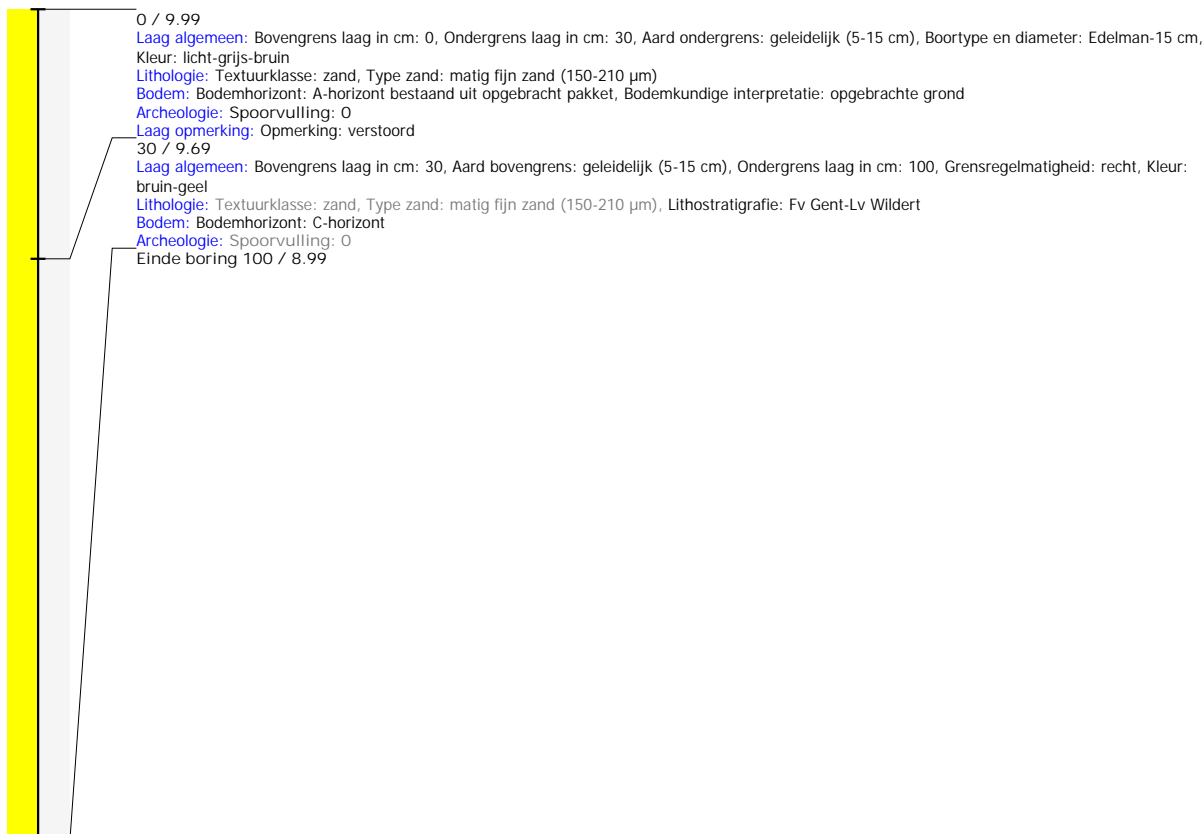 0 / 9.99
Laag algemeen: Bovengrens laag in cm: 0, Ondergrens laag in cm: 30, Aard ondergrens: geleidelijk (5-15 cm), Boortype en diameter: Edelman-15 cm,
Kleur: licht-grijs-bruin
Lithologie: Textuurklasse: zand, Type zand: matig fijn zand (150-210 µm)
Bodem: Bodemhorizont: A-horizont bestaand uit opgebracht pakket, Bodemkundige interpretatie: opgebrachte grond
Archeologie: Spoorvulling: 0
Laag opmerking: Opmerking: verstoord
30 / 9.69
Laag algemeen: Bovengrens laag in cm: 30, Aard bovengrens: geleidelijk (5-15 cm), Ondergrens laag in cm: 100, Grensregelmatigheid: recht, Kleur:
bruin-geel
Lithologie: Textuurklasse: zand, Type zand: matig fijn zand (150-210 µm), Lithostratigrafie: Fv Gent-Lv Wildert
Bodem: Bodemhorizont: C-horizont
Archeologie: Spoorvulling: 0
Einde boring 100 / 8.99